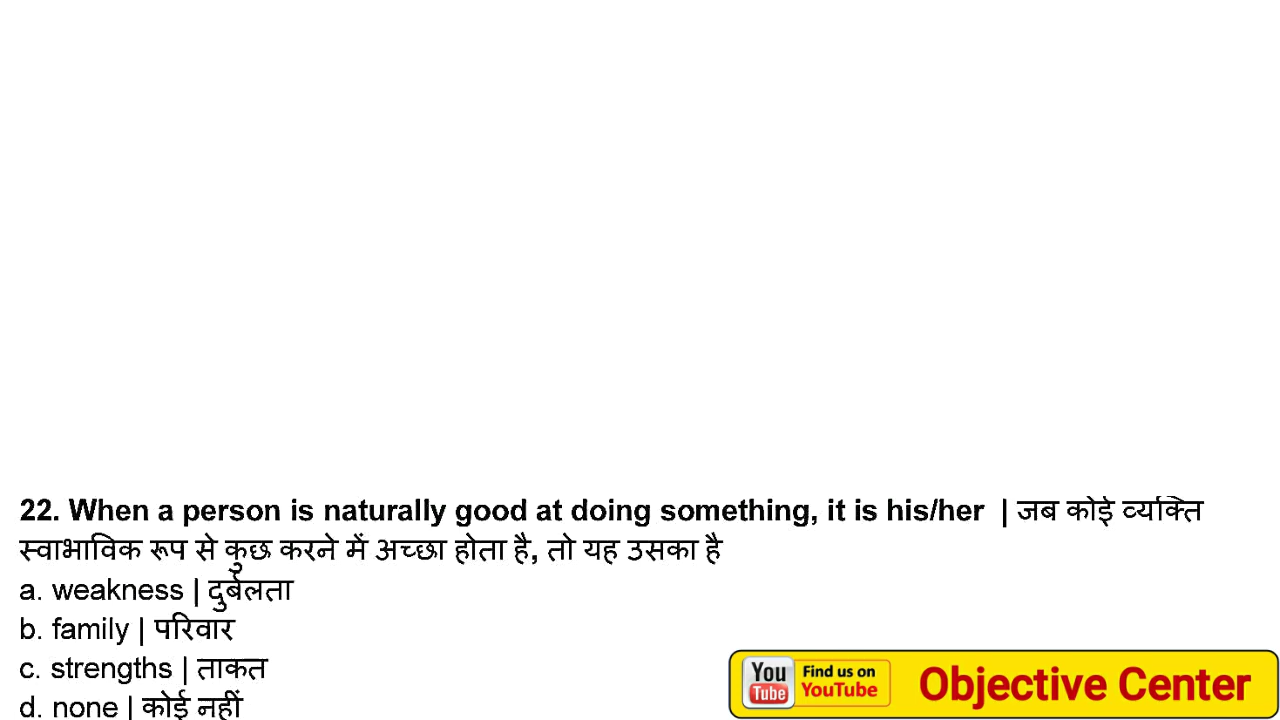 22. When a person is naturally good at doing something, it is his/her | जब कोई व्यक्ति
स्वाभाविक रूप से कुछ करने में अच्छा होता है, तो यह उसका है
a. weakness | दुर्बलता
b. family | परिवार
c. strengths | ताकत
d. none | कोई नहीं
You
Tube
Find us on
YouTube
Objective Center